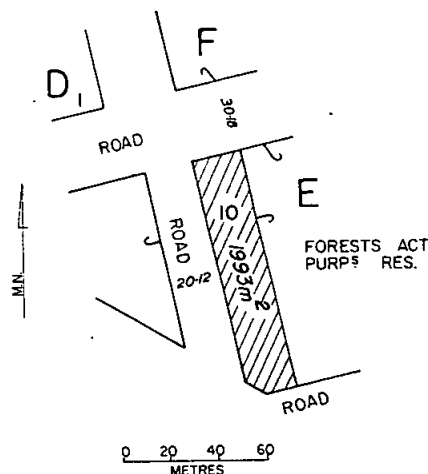 F
D1
30·18
ROAD
10
E
ROAD
1993m²
FORESTS ACT
PURPS RES.
20·12
M.N.
ROAD
0 20 40 60
METRES